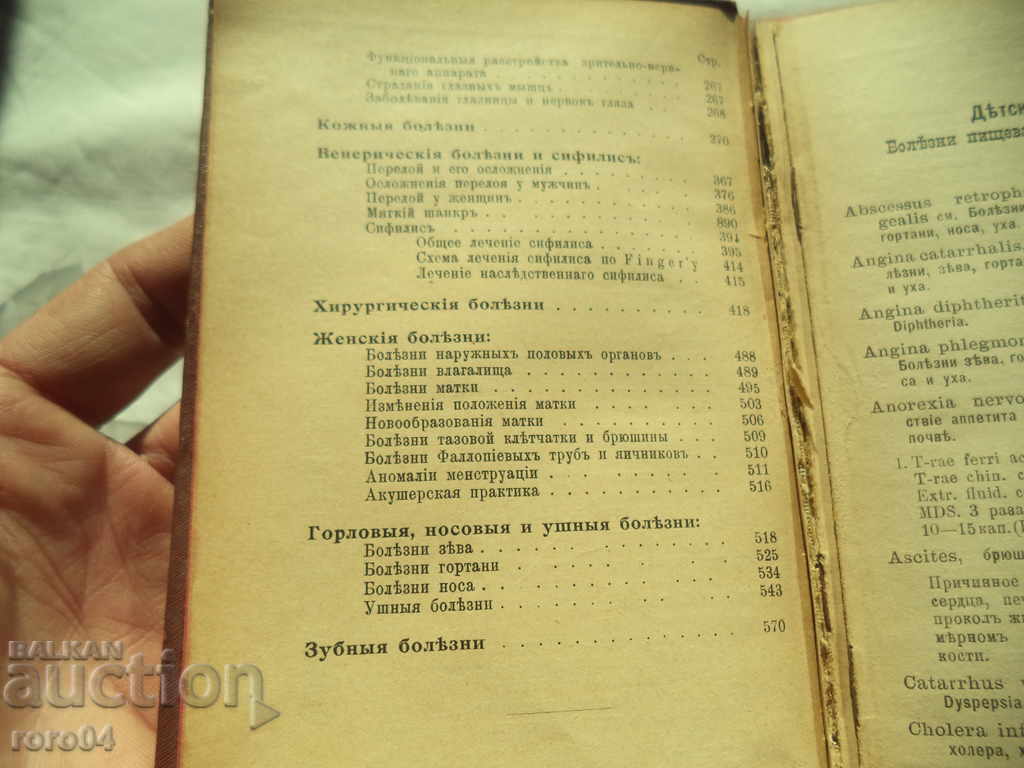 Стр.
Функціональныя разстройства зрительно-нерв-
наго аппарата . . . . . . . . . . 267
Страданія глазныхъ мышцъ . . . . . . . 267
Заболѣванія глазницы и нервовъ глаза . . . . 268
Кожныя болѣзни . . . . . . . . . . 270
Венерическія болѣзни и сифилисъ:
Перелой и его осложненія . . . . . . . 367
Осложненія перелоя у мужчин . . . . . . 376
Перелой у женщинъ . . . . . . . . . 386
Мягкій шанкръ . . . . . . . . . . 890
Сифилисъ . . . . . . . . . . . 394
Общее леченіе сифилиса . . . . . . 395
Схема леченія сифилиса по Finger'у 414
Леченіе наслѣдственнаго сифилиса . . 415
Хирургическія болѣзни . . . . . . . . 418
Женскія болѣзни:
Болѣзни наружныхъ половыхъ органовъ . . . 488
Болѣзни влагалища . . . . . . . . . 489
Болѣзни матки . . . . . . . . . . 495
Измѣненія положенія матки . . . . . . 503
Новообразованія матки . . . . . . . . 506
Болѣзни тазовой клѣтчатки и брюшины . . . 509
Болѣзни Фаллопіевыхъ трубъ и яичниковъ . . 510
Аномаліи менструаціи . . . . . . . . 511
Акушерская практика . . . . . . . . 516
Горловыя, носовыя и ушныя болѣзни:
Болѣзни зѣва . . . . . . . . . . 518
Болѣзни гортани . . . . . . . . . 525
Болѣзни носа . . . . . . . . . . 534
Ушныя болѣзни . . . . . . . . . . 543
Зубныя болѣзни . . . . . . . . . . 570
Дѣтск
Болѣзни пищева
Abscessus retroph
gealis см. Болѣзни
гортани, носа, уха.
Angina catarrhalis,
лѣзни, зѣва, горта
и уха.
Angina diphtherit
Diphtheria.
Angina phlegmon
Болѣзни зѣва, го
са и уха.
Anorexia nervo
ствіе аппетита
почвѣ.
1. T-rae ferri ac
T-rae chin. c
Extr. fluid. c
MDS. 3 раза
10—15 кап. (
Ascites, брюш
Причинное
сердца, печ
проколъ жи
мѣрномъ
кости.
Catarrhus
Dyspepsia
Cholera inf
холера, х
BALKAN
auction
roro04